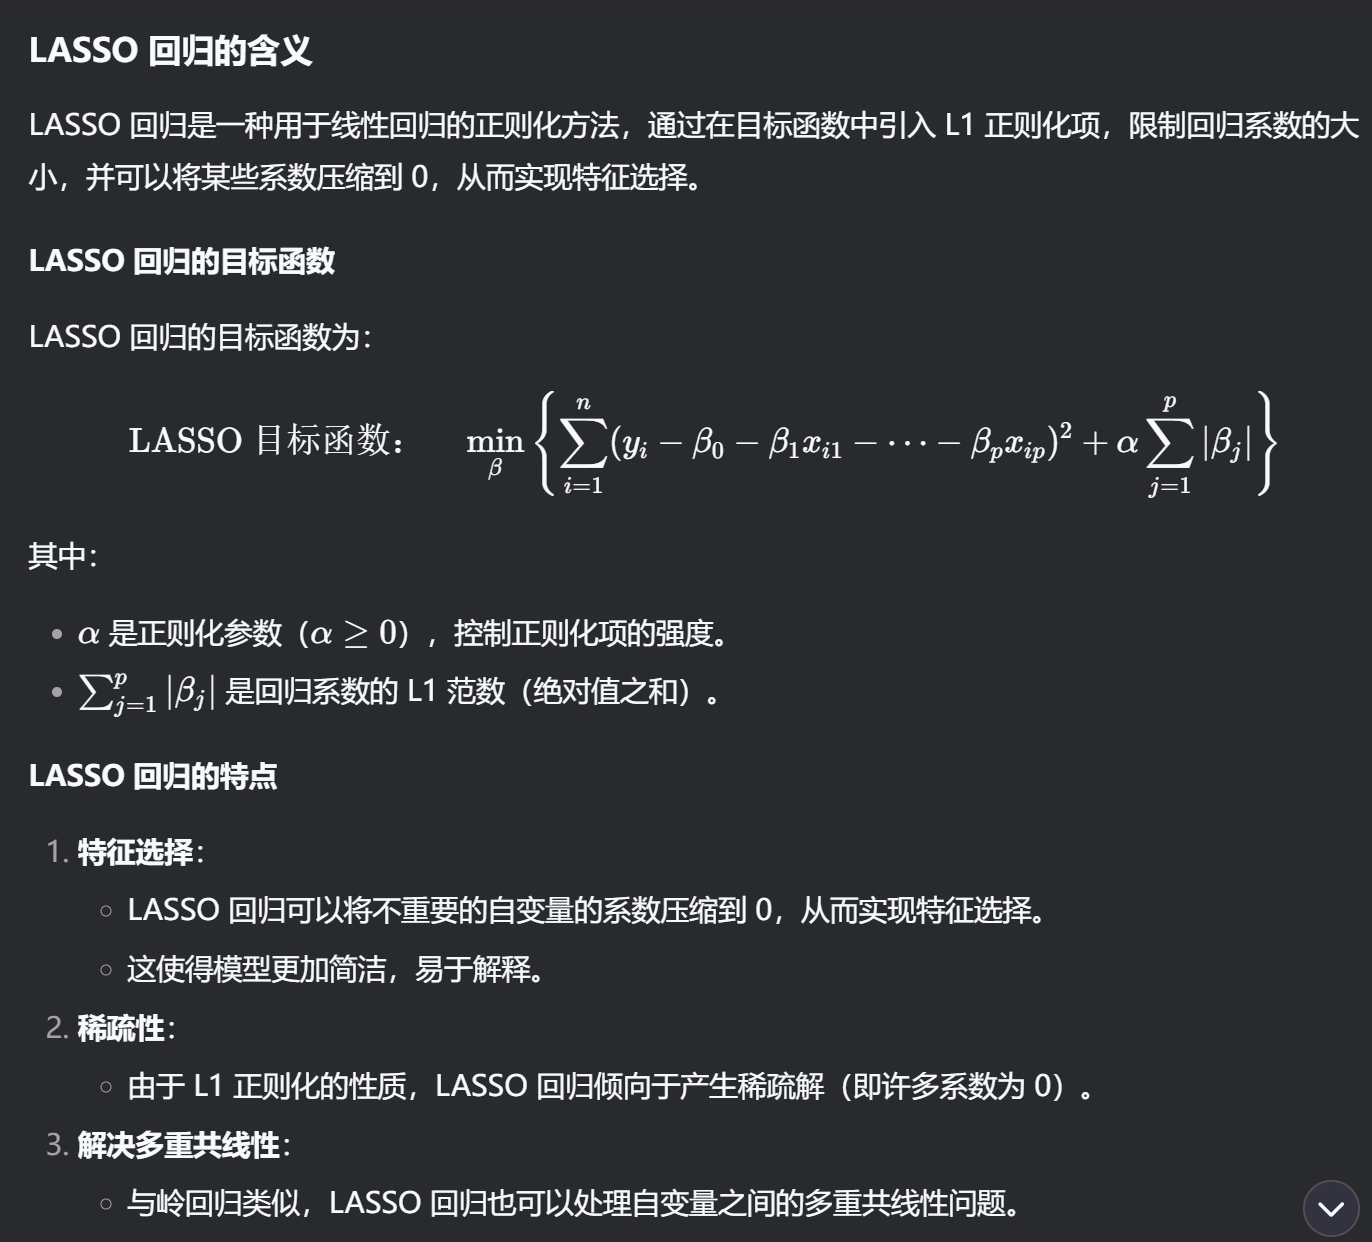 LASSO 回归的含义
LASSO 回归是一种用于线性回归的正则化方法，通过在目标函数中引入 L1 正则化项，限制回归系数的大
小，并可以将某些系数压缩到 0，从而实现特征选择。
LASSO 回归的目标函数
LASSO 回归的目标函数为：
LASSO 目标函数： \min_{\beta} \left\{ \sum_{i=1}^{n} (y_i - \beta_0 - \beta_1 x_{i1} - \cdots - \beta_p x_{ip})^2 + \alpha \sum_{j=1}^{p} |\beta_j| \right\}
其中：
• α 是正则化参数（α ≥ 0），控制正则化项的强度。
• \sum_{j=1}^{p} |\beta_j| 是回归系数的 L1 范数（绝对值之和）。
LASSO 回归的特点
1. 特征选择：
○ LASSO 回归可以将不重要的自变量的系数压缩到 0，从而实现特征选择。
○ 这使得模型更加简洁，易于解释。
2. 稀疏性：
○ 由于 L1 正则化的性质，LASSO 回归倾向于产生稀疏解（即许多系数为 0）。
3. 解决多重共线性：
○ 与岭回归类似，LASSO 回归也可以处理自变量之间的多重共线性问题。